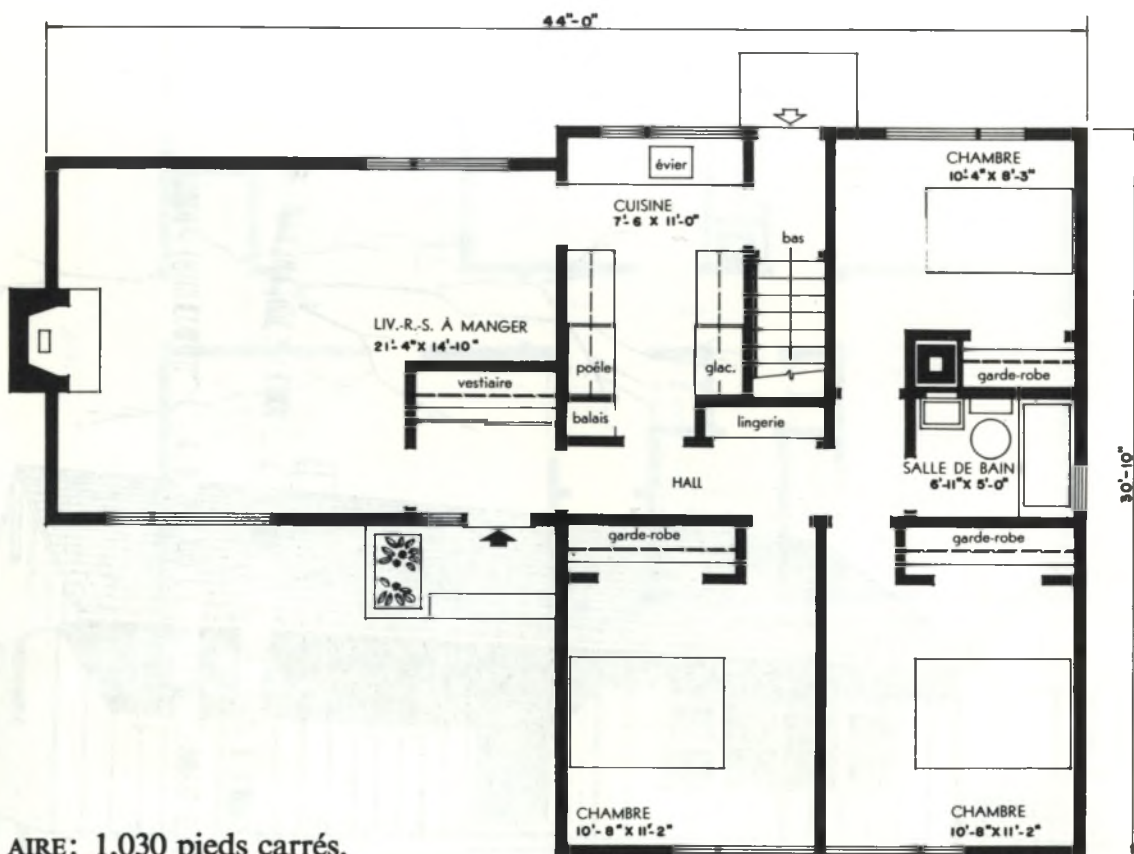 44"-0"
évier
CHAMBRE
10'-4" X 8'-3"
CUISINE
7'-6 X 11'-0"
bas
LIV.-R.-S. À MANGER
21'-4" X 14'-10"
vestiaire
poêle
glac.
garde-robe
balais
lingerie
SALLE DE BAIN
6'-11" X 5'-0"
30'-10"
HALL
garde-robe
garde-robe
CHAMBRE
10'-8" X 11'-2"
CHAMBRE
10'-8" X 11'-2"
AIRE: 1,030 pieds carrés.